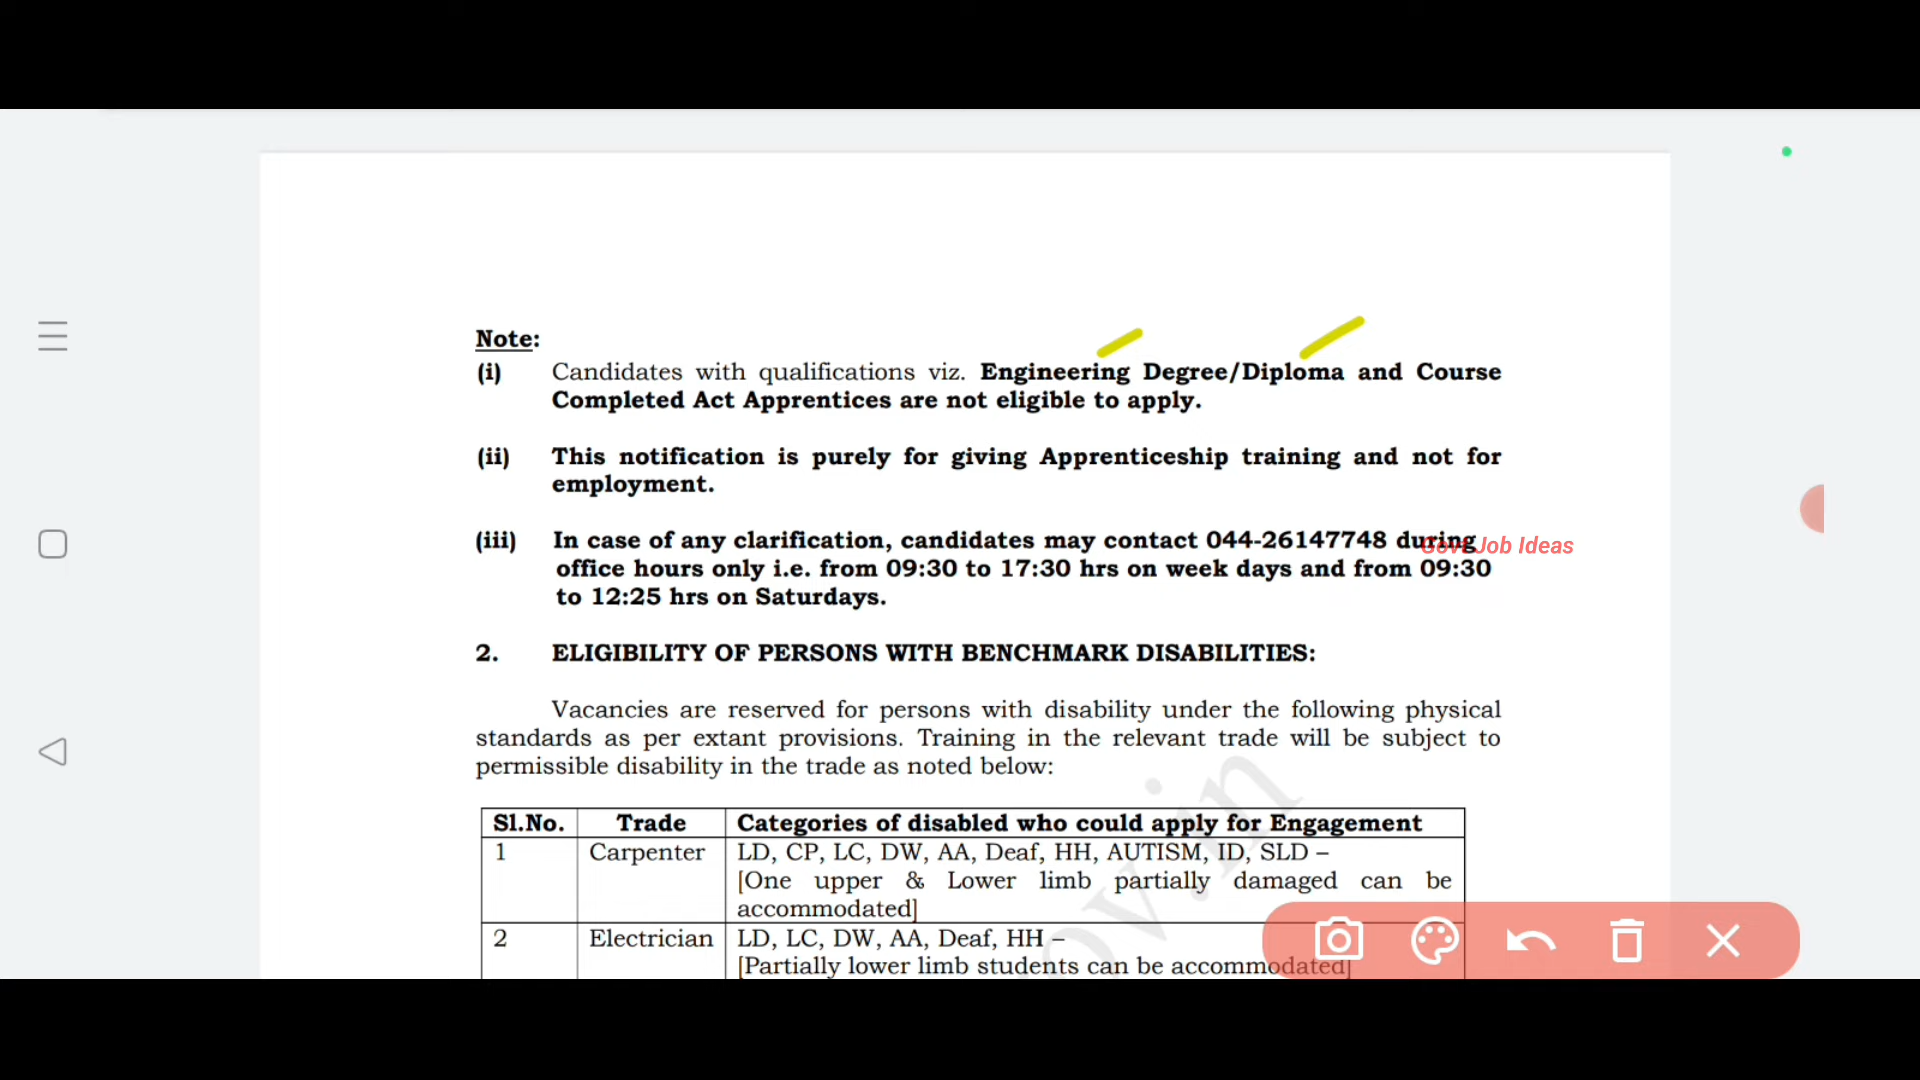 Note:
(i) Candidates with qualifications viz. Engineering Degree/Diploma and Course
Completed Act Apprentices are not eligible to apply.
(ii) This notification is purely for giving Apprenticeship training and not for
employment.
(iii) In case of any clarification, candidates may contact 044-26147748 during
Govt Job Ideas
office hours only i.e. from 09:30 to 17:30 hrs on week days and from 09:30
to 12:25 hrs on Saturdays.
2. ELIGIBILITY OF PERSONS WITH BENCHMARK DISABILITIES:
Vacancies are reserved for persons with disability under the following physical
standards as per extant provisions. Training in the relevant trade will be subject to
permissible disability in the trade as noted below:
Sl.No. Trade Categories of disabled who could apply for Engagement
1 Carpenter LD, CP, LC, DW, AA, Deaf, HH, AUTISM, ID, SLD –
[One upper & Lower limb partially damaged can be
accommodated]
2 Electrician LD, LC, DW, AA, Deaf, HH –
[Partially lower limb students can be accommodated]
ov.in